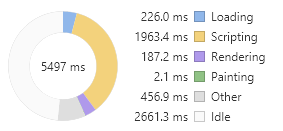 5497 ms
226.0 ms Loading
1963.4 ms Scripting
187.2 ms Rendering
2.1 ms Painting
456.9 ms Other
2661.3 ms Idle